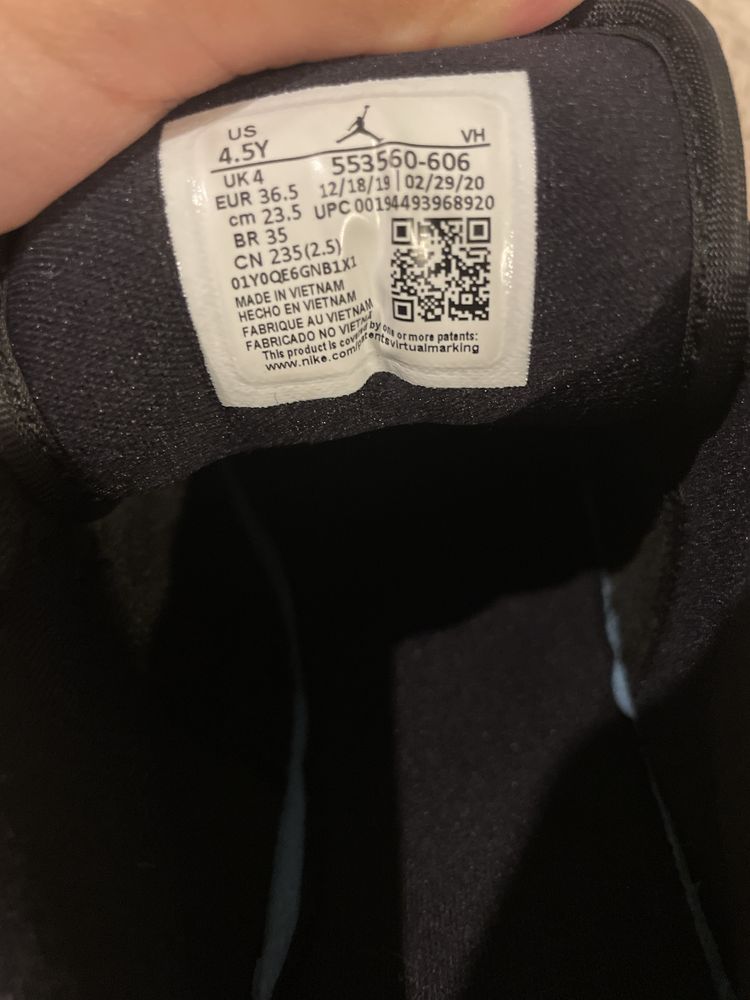 US VH
4.5Y
553560-606
UK 4 12/18/19 | 02/29/20
EUR 36.5 UPC 00194493968920
cm 23.5
BR 35
CN 235(2.5)
01Y0QE6GNB1X1
MADE IN VIETNAM
HECHO EN VIETNAM
FABRIQUE AU VIETNAM
FABRICADO NO VIETNA
This product is covered by one or more patents:
www.nike.com/patentsvirtualmarking